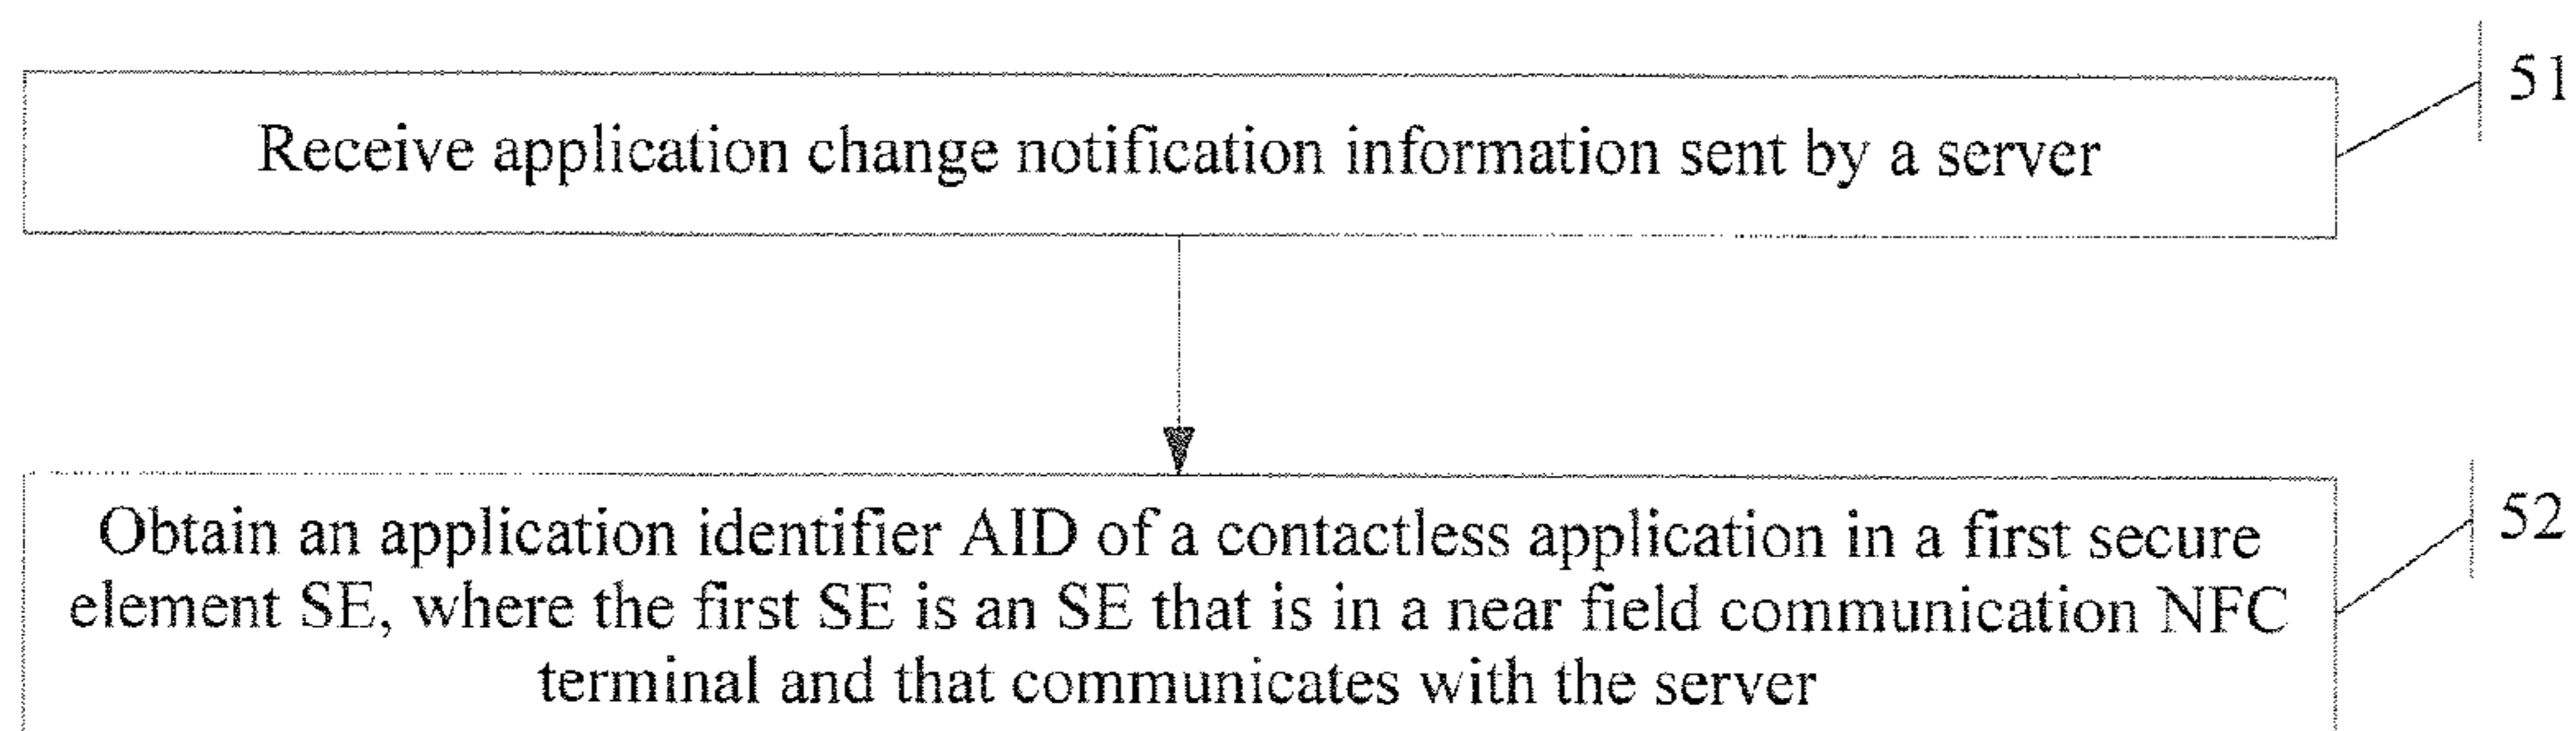 Receive application change notification information sent by a server
51
Obtain an application identifier AID of a contactless application in a first secure
element SE, where the first SE is an SE that is in a near field communication NFC
terminal and that communicates with the server
52